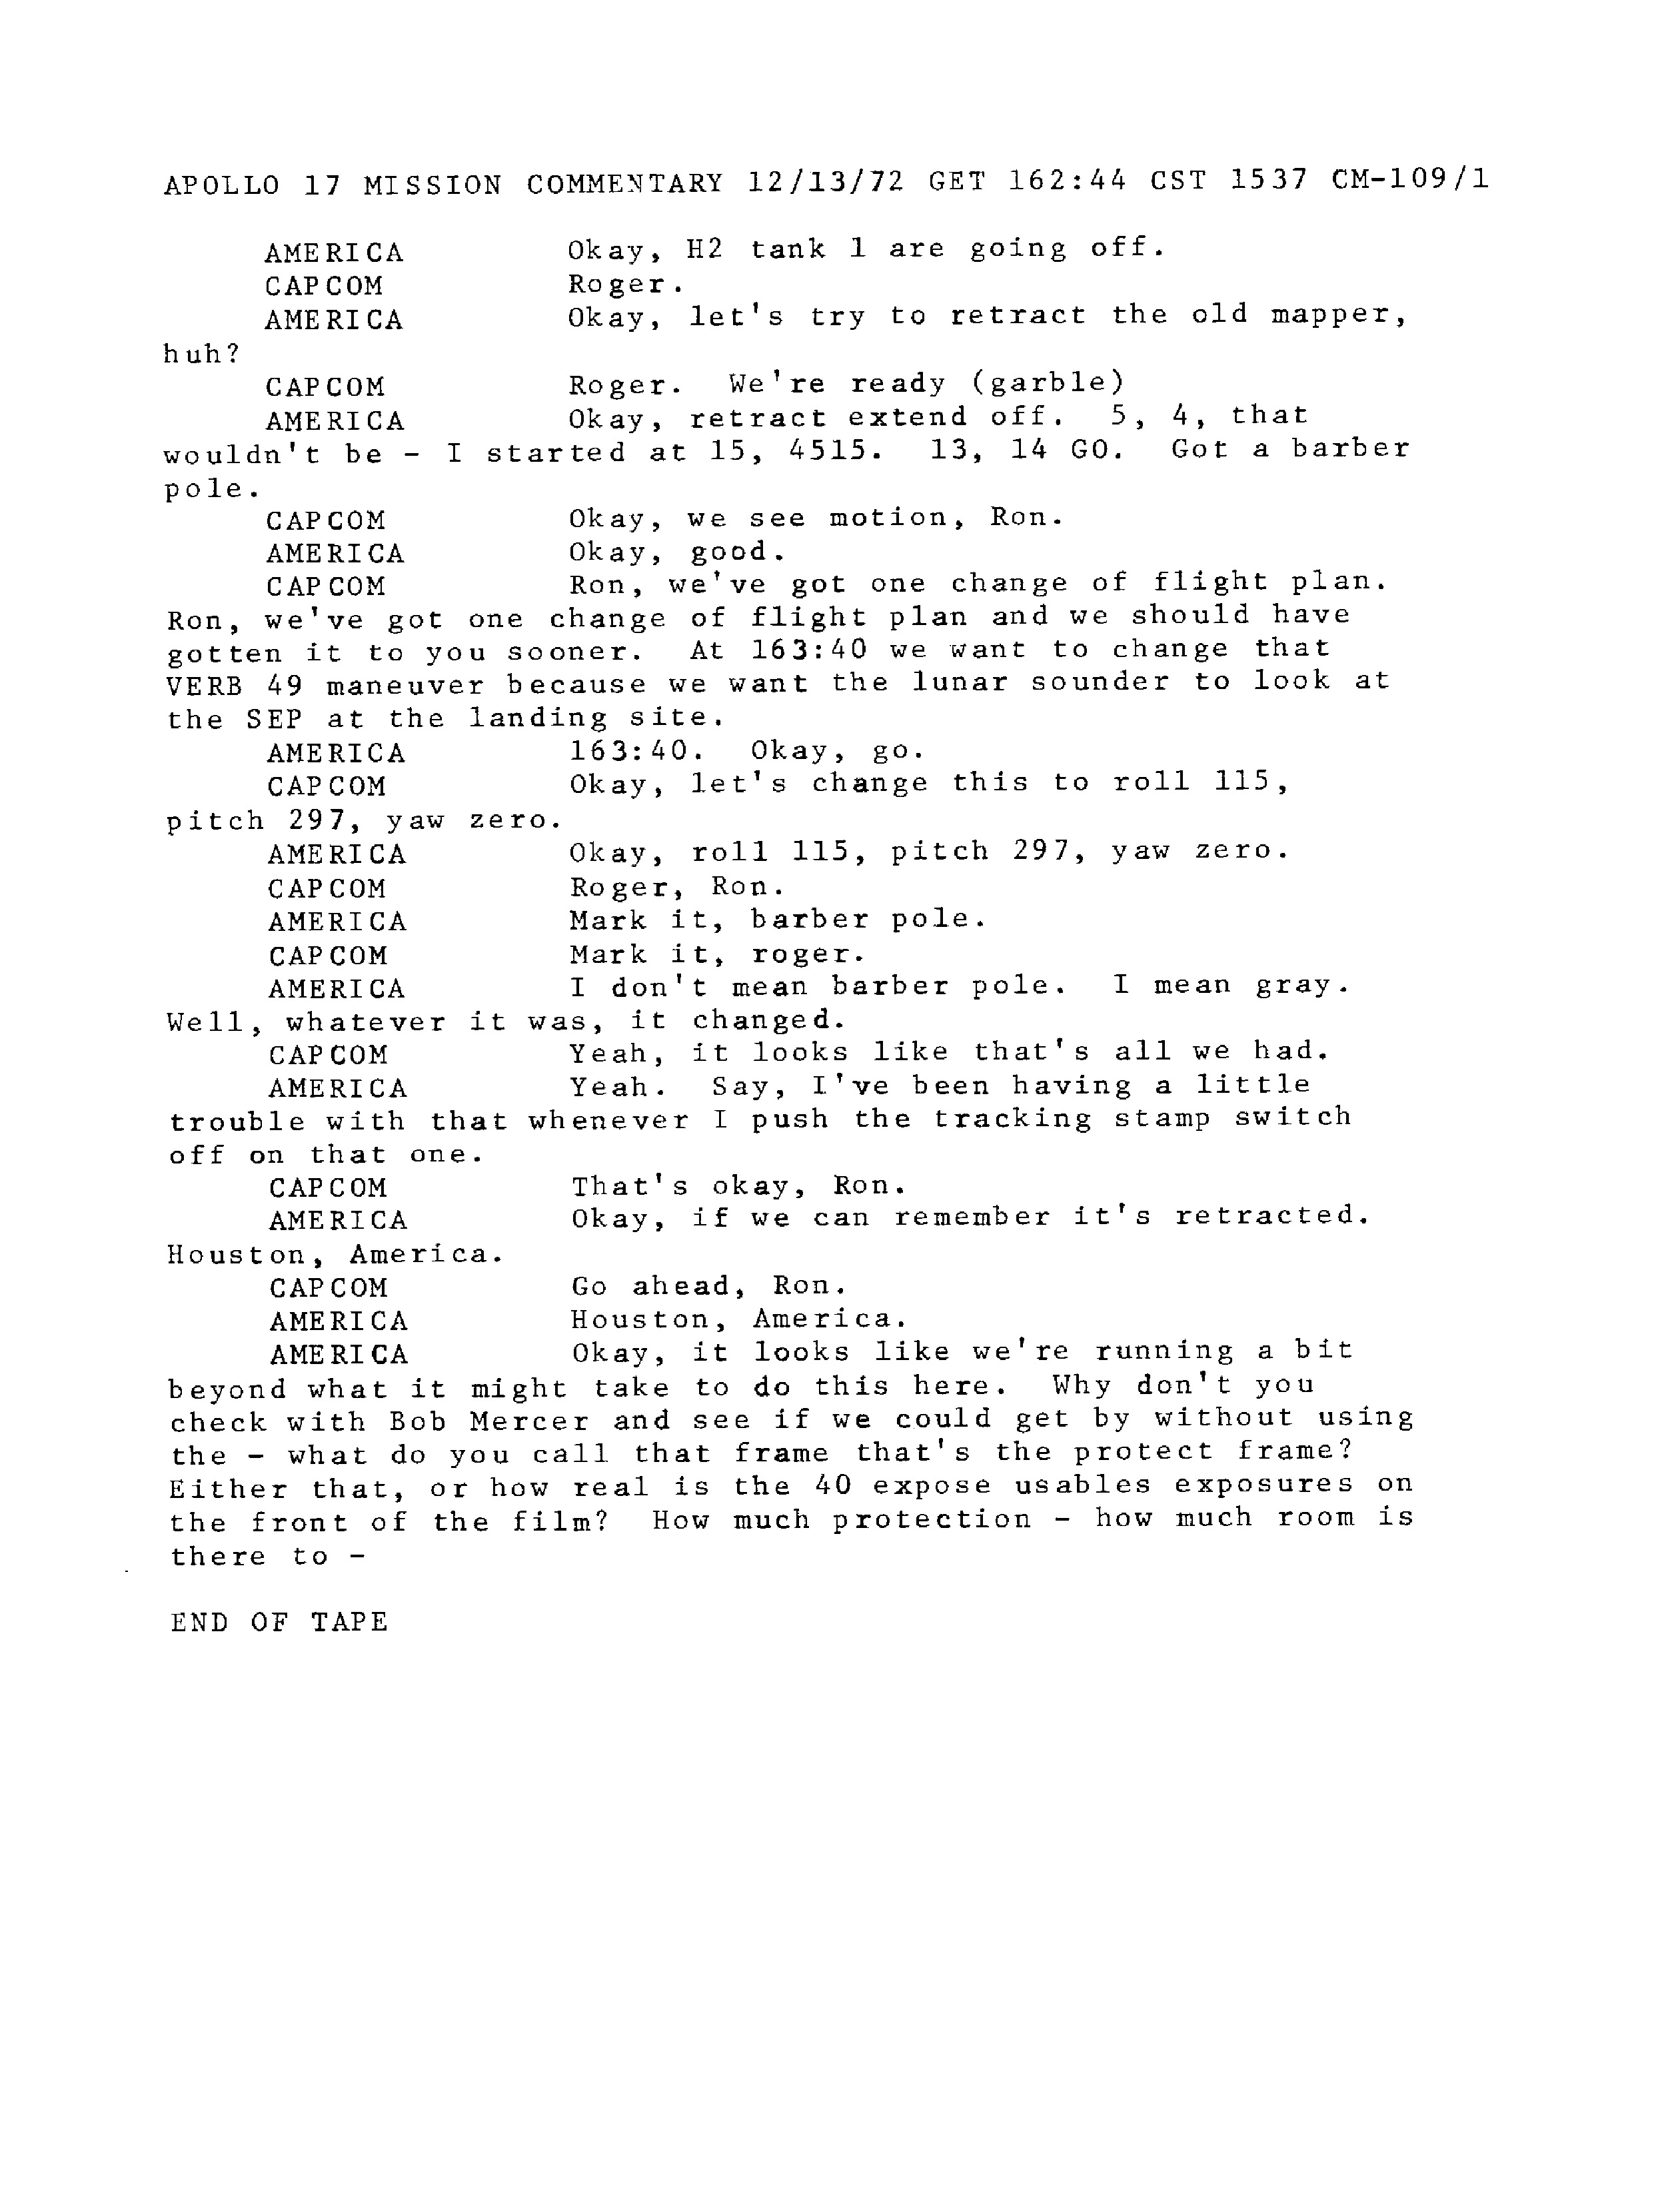 APOLLO 17 MISSION COMMENTARY 12/13/72 GET 162:44 CST 1537 CM-109/1
AMERICA Okay, H2 tank 1 are going off.
CAPCOM Roger.
AMERICA Okay, let's try to retract the old mapper,
huh?
CAPCOM Roger. We're ready (garble)
AMERICA Okay, retract extend off. 5, 4, that
wouldn't be - I started at 15, 4515. 13, 14 GO. Got a barber
pole.
CAPCOM Okay, we see motion, Ron.
AMERICA Okay, good.
CAPCOM Ron, we've got one change of flight plan.
Ron, we've got one change of flight plan and we should have
gotten it to you sooner. At 163:40 we want to change that
VERB 49 maneuver because we want the lunar sounder to look at
the SEP at the landing site.
AMERICA 163:40. Okay, go.
CAPCOM Okay, let's change this to roll 115,
pitch 297, yaw zero.
AMERICA Okay, roll 115, pitch 297, yaw zero.
CAPCOM Roger, Ron.
AMERICA Mark it, barber pole.
CAPCOM Mark it, roger.
AMERICA I don't mean barber pole. I mean gray.
Well, whatever it was, it changed.
CAPCOM Yeah, it looks like that's all we had.
AMERICA Yeah. Say, I've been having a little
trouble with that whenever I push the tracking stamp switch
off on that one.
CAPCOM That's okay, Ron.
AMERICA Okay, if we can remember it's retracted.
Houston, America.
CAPCOM Go ahead, Ron.
AMERICA Houston, America.
AMERICA Okay, it looks like we're running a bit
beyond what it might take to do this here. Why don't you
check with Bob Mercer and see if we could get by without using
the - what do you call that frame that's the protect frame?
Either that, or how real is the 40 expose usables exposures on
the front of the film? How much protection - how much room is
there to -
END OF TAPE